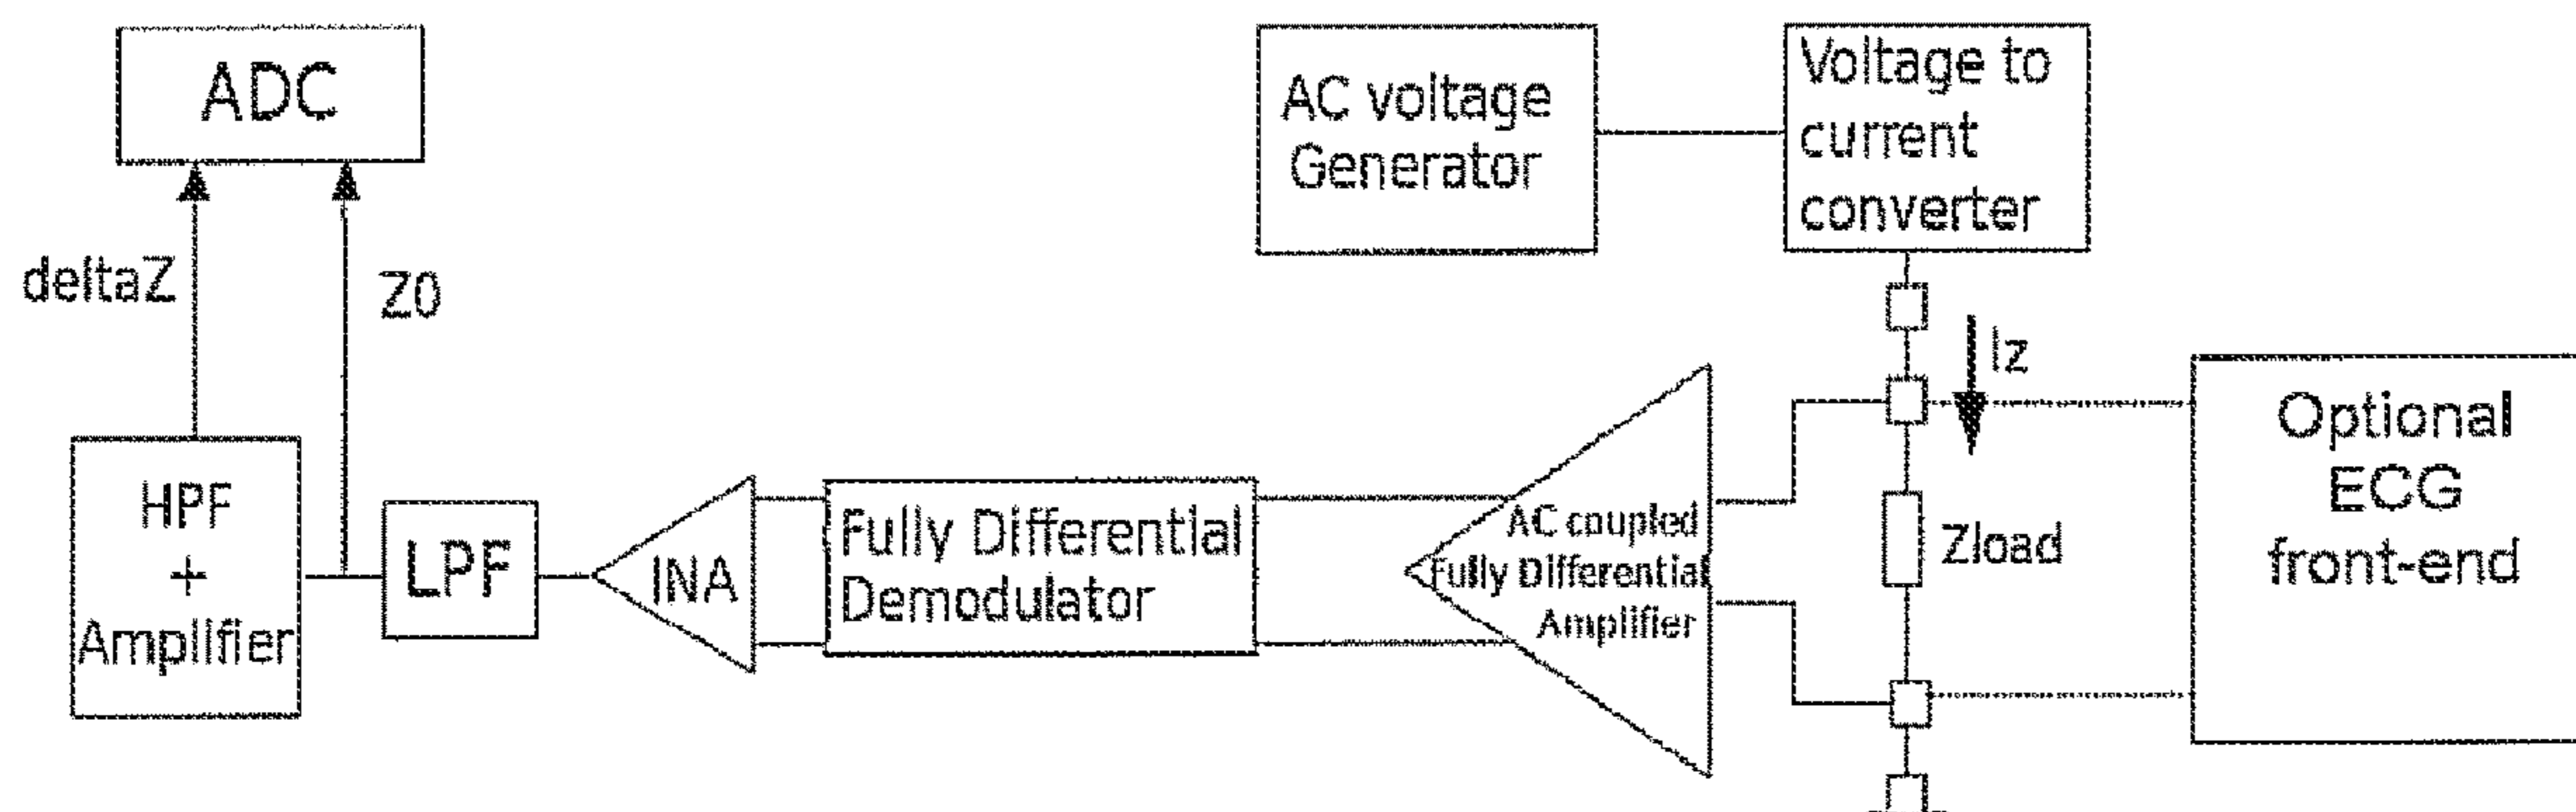 ADC
AC voltage
Generator
Voltage to
current
converter
deltaZ
Z0
Iz
HPF
+
Amplifier
LPF
INA
Fully Differential
Demodulator
AC coupled
Fully Differential
Amplifier
Zload
Optional
ECG
front-end